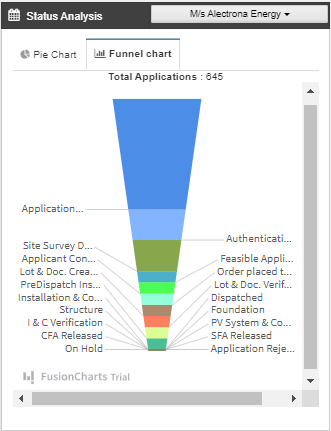 Status Analysis
M/s Alectrona Energy
Pie Chart
Funnel chart
Total Applications : 645
Application...
Authenticati...
Site Survey D...
Feasible Appli...
Applicant Con...
Order placed t...
Lot & Doc. Crea...
Lot & Doc. Verif...
PreDispatch Ins...
Dispatched
Installation & Co...
Foundation
Structure
PV System & Co...
I & C Verification
SFA Released
CFA Released
Application Reje...
On Hold
FusionCharts Trial